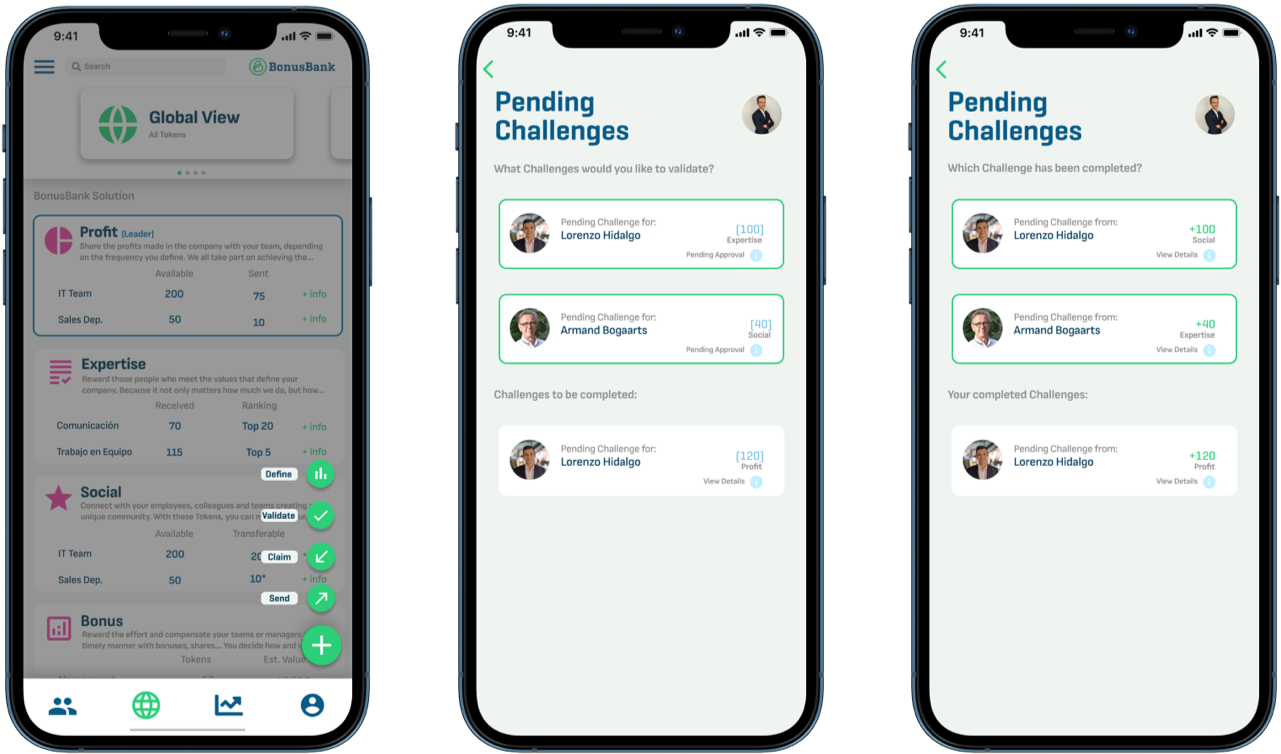 9:41
Search
BonusBank
Global View
All Tokens
BonusBank Solution
Profit (Leader)
Share the profits made in the company with your team, depending
on the frequency you define. We all take part on achieving the...
Available Sent
IT Team 200 75 + info
Sales Dep. 50 10 + info
Expertise
Reward those people who meet the values that define your
company. Because it not only matters how much we do, but how...
Received Ranking
Comunicación 70 Top 20 + info
Trabajo en Equipo 115 Top 5 + info
Define
Social
Connect with your employees, colleagues and teams creating
unique community. With these Tokens, you can
Validate
Available Transferable
IT Team 200
Claim
Sales Dep. 50 10* + info
Send
Bonus
Reward the effort and compensate your teams or managers
timely manner with bonuses, shares... You decide how and
Tokens Est. Value
9:41
Pending
Challenges
What Challenges would you like to validate?
Pending Challenge for:
Lorenzo Hidalgo
(100)
Expertise
Pending Approval i
Pending Challenge for:
Armand Bogaarts
(40)
Social
Pending Approval i
Challenges to be completed:
Pending Challenge for:
Lorenzo Hidalgo
(120)
Profit
View Details i
9:41
Pending
Challenges
Which Challenge has been completed?
Pending Challenge from:
Lorenzo Hidalgo
+100
Social
View Details i
Pending Challenge from:
Armand Bogaarts
+40
Expertise
View Details i
Your completed Challenges:
Pending Challenge from:
Lorenzo Hidalgo
+120
Profit
View Details i